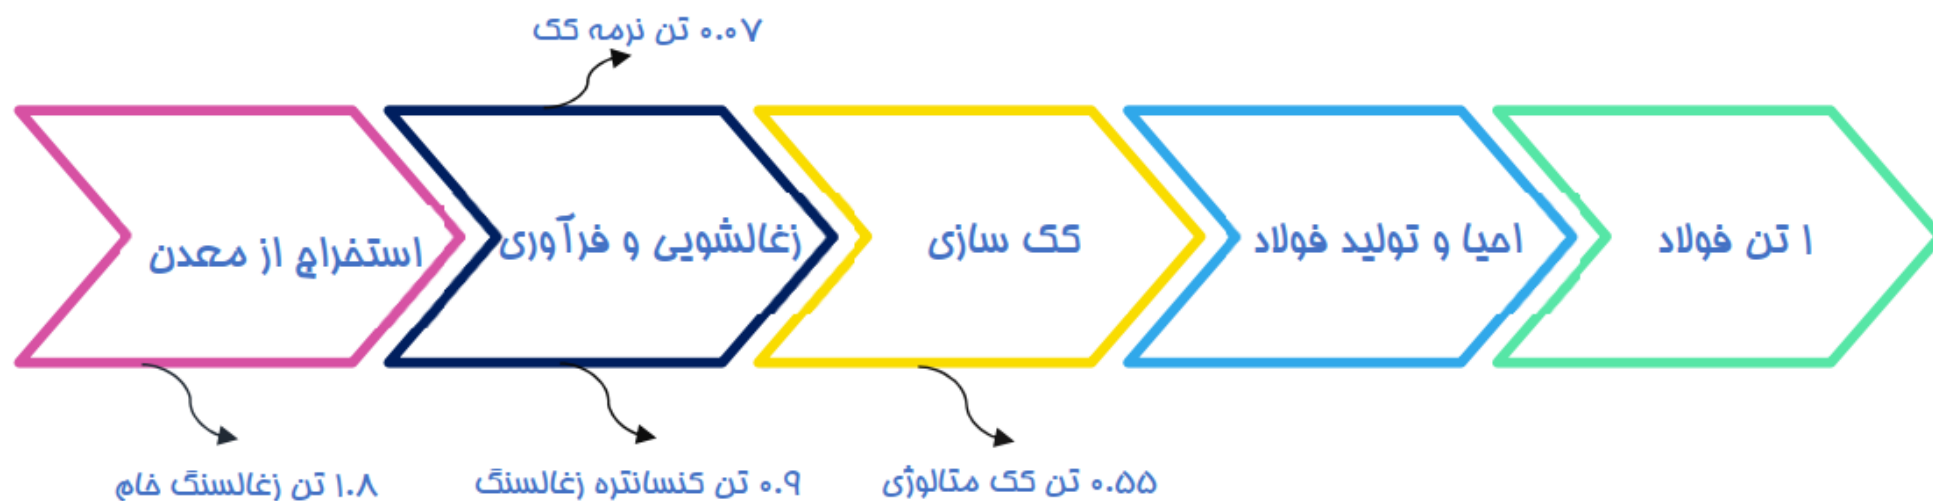 ۰.۰۷ تن نرمه کک
استخراج از معدن
زغالشویی و فرآوری
کک سازی
احیا و تولید فولاد
۱ تن فولاد
۱.۸ تن زغالسنگ خام
۰.۹ تن کنسانتره زغالسنگ
۰.۵۵ تن کک متالوژی